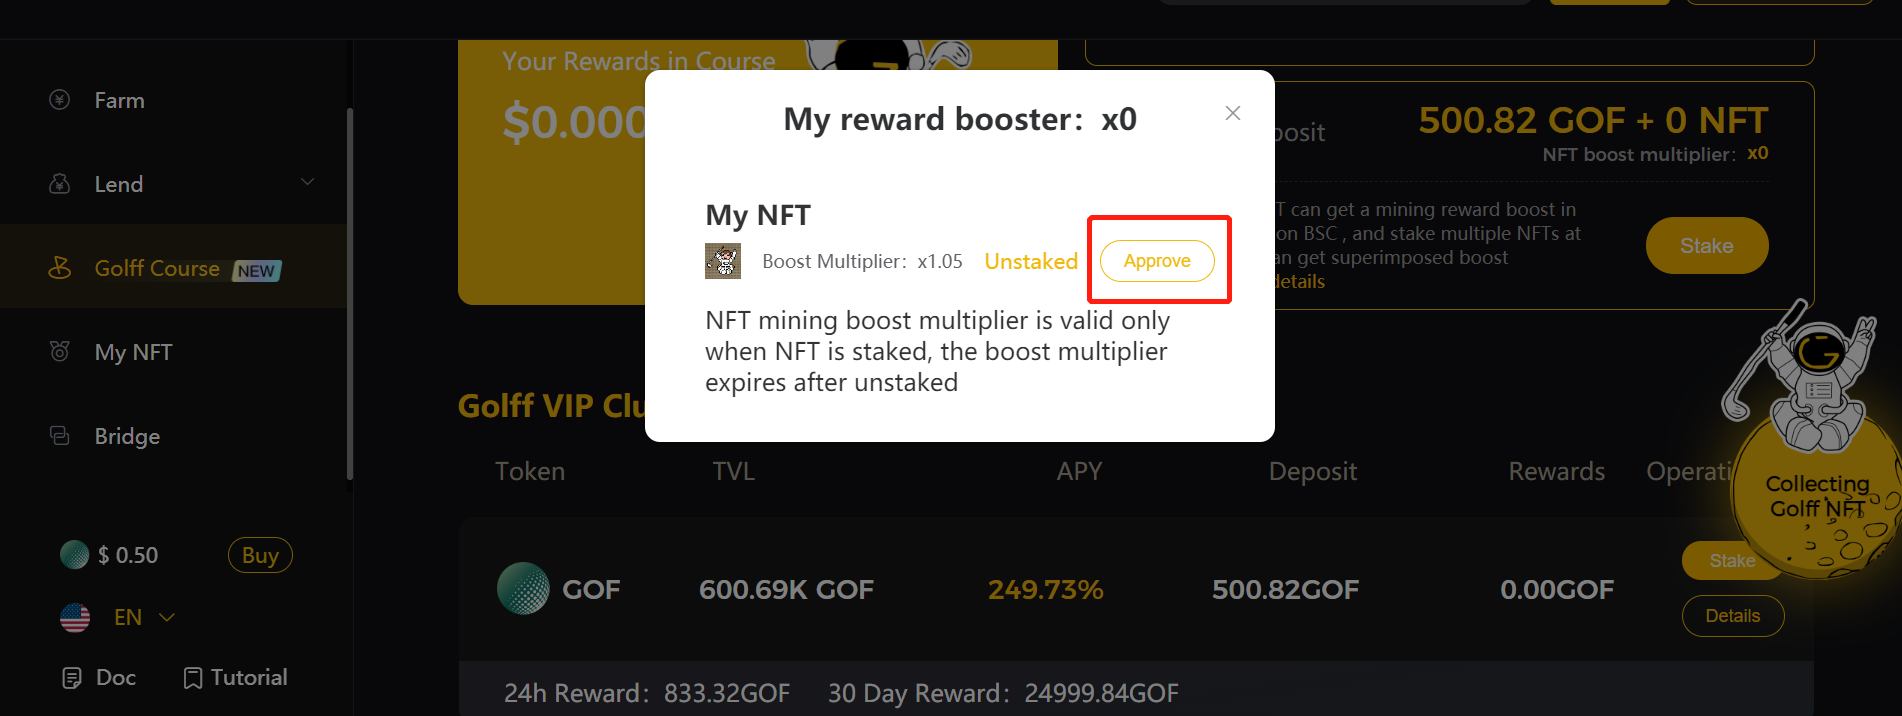 Farm
Lend
Golff Course NEW
My NFT
Bridge
$ 0.50 Buy
EN
Doc Tutorial
Your Rewards in Course
$0.000
My reward booster：x0
My NFT
Boost Multiplier：x1.05 Unstaked Approve
NFT mining boost multiplier is valid only
when NFT is staked, the boost multiplier
expires after unstaked
500.82 GOF + 0 NFT
NFT boost multiplier：x0
can get a mining reward boost in
on BSC , and stake multiple NFTs at
get superimposed boost
Stake
Golff VIP
Token TVL APY Deposit Rewards
GOF 600.69K GOF 249.73% 500.82GOF 0.00GOF
Stake
Details
24h Reward：833.32GOF 30 Day Reward：24999.84GOF
G
Collecting
Golff NFT